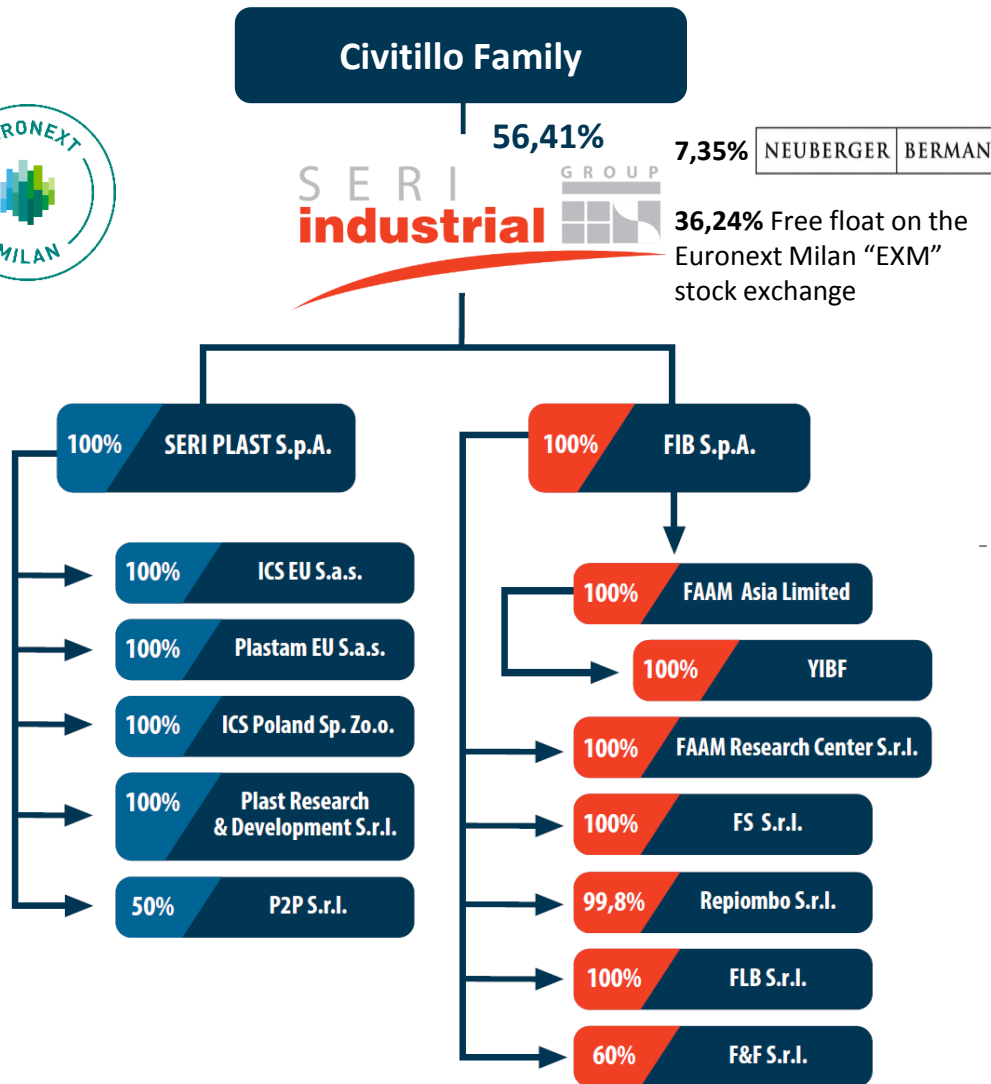 Civitillo Family
EURONEXT
MILAN
56,41%
SERI
industrial
GROUP
7,35% NEUBERGER BERMAN
36,24% Free float on the
Euronext Milan “EXM”
stock exchange
100% SERI PLAST S.p.A.
100% ICS EU S.a.s.
100% Plastam EU S.a.s.
100% ICS Poland Sp. Zo.o.
100% Plast Research
& Development S.r.l.
50% P2P S.r.l.
100% FIB S.p.A.
100% FAAM Asia Limited
100% YIBF
100% FAAM Research Center S.r.l.
100% FS S.r.l.
99,8% Repiombo S.r.l.
100% FLB S.r.l.
60% F&F S.r.l.